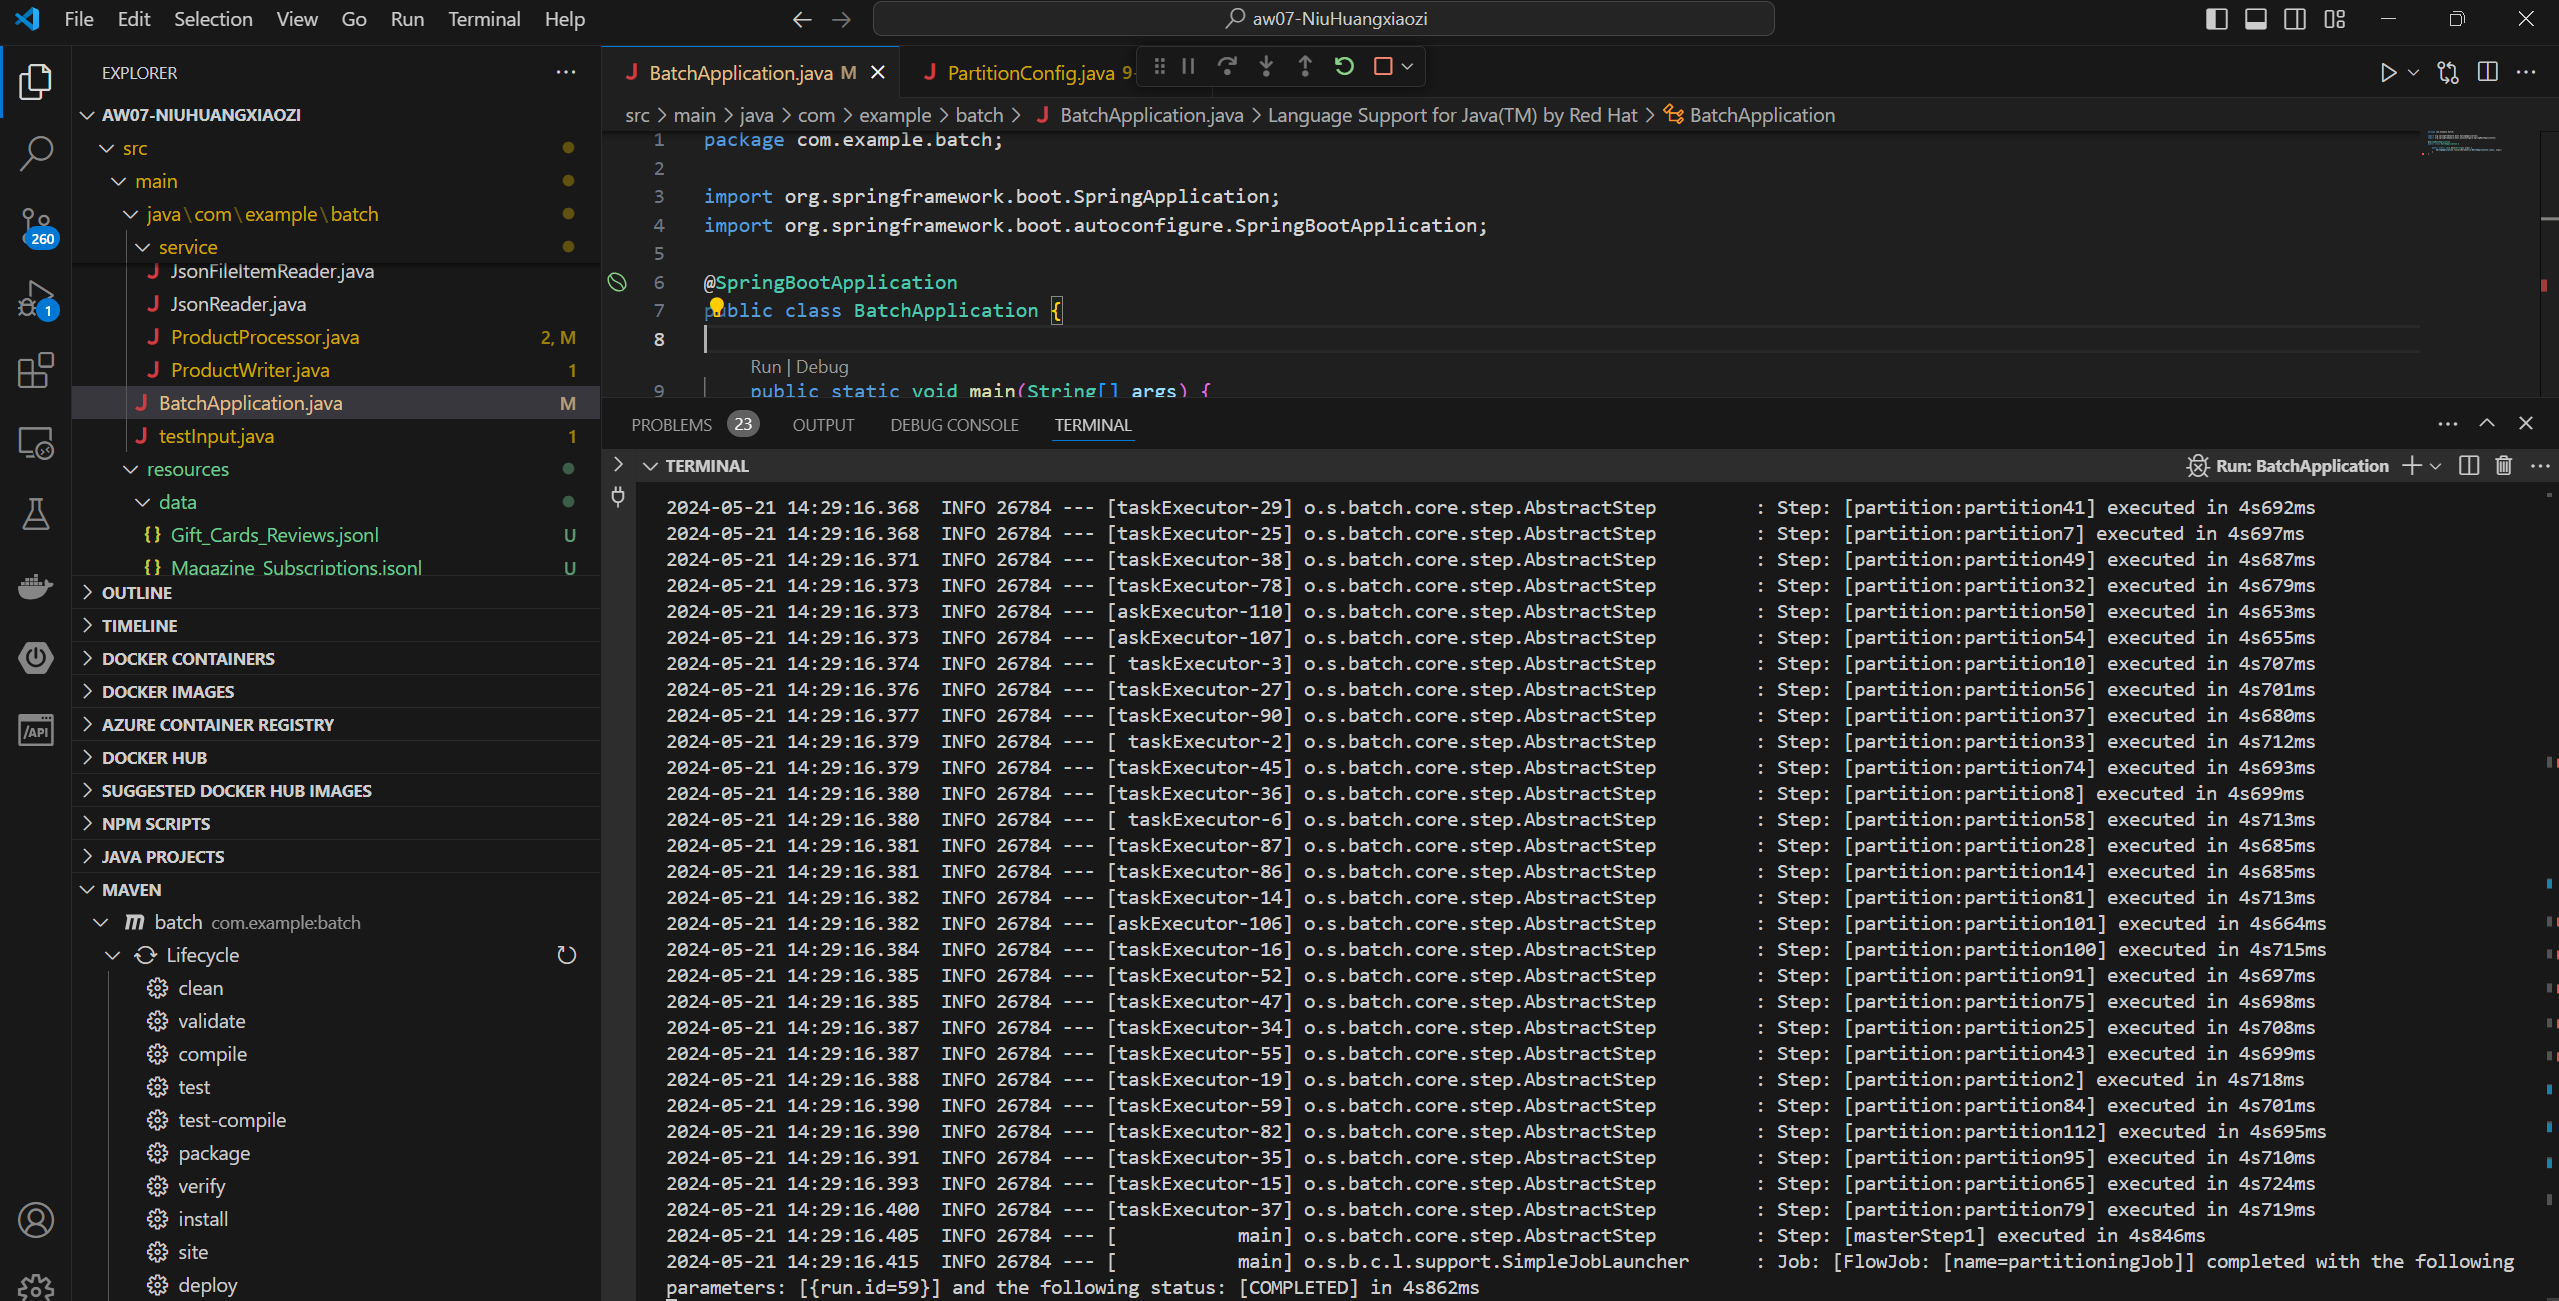 File Edit Selection View Go Run Terminal Help
aw07-NiuHuangxiaozi
EXPLORER
AW07-NIUHUANGXIAOZI
src
main
java\com\example\batch
service
JsonFileItemReader.java
JsonReader.java
ProductProcessor.java 2, M
ProductWriter.java 1
BatchApplication.java M
testInput.java 1
resources
data
{} Gift_Cards_Reviews.jsonl U
{} Magazine_Subscriptions.jsonl U
OUTLINE
TIMELINE
DOCKER CONTAINERS
DOCKER IMAGES
AZURE CONTAINER REGISTRY
DOCKER HUB
SUGGESTED DOCKER HUB IMAGES
NPM SCRIPTS
JAVA PROJECTS
MAVEN
batch com.example:batch
Lifecycle
clean
validate
compile
test
test-compile
package
verify
install
site
deploy
260
1
/API
BatchApplication.java M
PartitionConfig.java 9
src > main > java > com > example > batch > J BatchApplication.java > Language Support for Java(TM) by Red Hat > BatchApplication
1 package com.example.batch;
2
3 import org.springframework.boot.SpringApplication;
4 import org.springframework.boot.autoconfigure.SpringBootApplication;
5
6 @SpringBootApplication
7 public class BatchApplication {
8
Run | Debug
9 public static void main(String[] args) {
PROBLEMS 23 OUTPUT DEBUG CONSOLE TERMINAL
TERMINAL
Run: BatchApplication
2024-05-21 14:29:16.368 INFO 26784 --- [taskExecutor-29] o.s.batch.core.step.AbstractStep : Step: [partition:partition41] executed in 4s692ms
2024-05-21 14:29:16.368 INFO 26784 --- [taskExecutor-25] o.s.batch.core.step.AbstractStep : Step: [partition:partition7] executed in 4s697ms
2024-05-21 14:29:16.371 INFO 26784 --- [taskExecutor-38] o.s.batch.core.step.AbstractStep : Step: [partition:partition49] executed in 4s687ms
2024-05-21 14:29:16.373 INFO 26784 --- [taskExecutor-78] o.s.batch.core.step.AbstractStep : Step: [partition:partition32] executed in 4s679ms
2024-05-21 14:29:16.373 INFO 26784 --- [askExecutor-110] o.s.batch.core.step.AbstractStep : Step: [partition:partition50] executed in 4s653ms
2024-05-21 14:29:16.373 INFO 26784 --- [askExecutor-107] o.s.batch.core.step.AbstractStep : Step: [partition:partition54] executed in 4s655ms
2024-05-21 14:29:16.374 INFO 26784 --- [ taskExecutor-3] o.s.batch.core.step.AbstractStep : Step: [partition:partition10] executed in 4s707ms
2024-05-21 14:29:16.376 INFO 26784 --- [taskExecutor-27] o.s.batch.core.step.AbstractStep : Step: [partition:partition56] executed in 4s701ms
2024-05-21 14:29:16.377 INFO 26784 --- [taskExecutor-90] o.s.batch.core.step.AbstractStep : Step: [partition:partition37] executed in 4s680ms
2024-05-21 14:29:16.379 INFO 26784 --- [ taskExecutor-2] o.s.batch.core.step.AbstractStep : Step: [partition:partition33] executed in 4s712ms
2024-05-21 14:29:16.379 INFO 26784 --- [taskExecutor-45] o.s.batch.core.step.AbstractStep : Step: [partition:partition74] executed in 4s693ms
2024-05-21 14:29:16.380 INFO 26784 --- [taskExecutor-36] o.s.batch.core.step.AbstractStep : Step: [partition:partition8] executed in 4s699ms
2024-05-21 14:29:16.380 INFO 26784 --- [ taskExecutor-6] o.s.batch.core.step.AbstractStep : Step: [partition:partition58] executed in 4s713ms
2024-05-21 14:29:16.381 INFO 26784 --- [taskExecutor-87] o.s.batch.core.step.AbstractStep : Step: [partition:partition28] executed in 4s685ms
2024-05-21 14:29:16.381 INFO 26784 --- [taskExecutor-86] o.s.batch.core.step.AbstractStep : Step: [partition:partition14] executed in 4s685ms
2024-05-21 14:29:16.382 INFO 26784 --- [taskExecutor-14] o.s.batch.core.step.AbstractStep : Step: [partition:partition81] executed in 4s713ms
2024-05-21 14:29:16.382 INFO 26784 --- [askExecutor-106] o.s.batch.core.step.AbstractStep : Step: [partition:partition101] executed in 4s664ms
2024-05-21 14:29:16.384 INFO 26784 --- [taskExecutor-16] o.s.batch.core.step.AbstractStep : Step: [partition:partition100] executed in 4s715ms
2024-05-21 14:29:16.385 INFO 26784 --- [taskExecutor-52] o.s.batch.core.step.AbstractStep : Step: [partition:partition91] executed in 4s697ms
2024-05-21 14:29:16.385 INFO 26784 --- [taskExecutor-47] o.s.batch.core.step.AbstractStep : Step: [partition:partition75] executed in 4s698ms
2024-05-21 14:29:16.387 INFO 26784 --- [taskExecutor-34] o.s.batch.core.step.AbstractStep : Step: [partition:partition25] executed in 4s708ms
2024-05-21 14:29:16.387 INFO 26784 --- [taskExecutor-55] o.s.batch.core.step.AbstractStep : Step: [partition:partition43] executed in 4s699ms
2024-05-21 14:29:16.388 INFO 26784 --- [taskExecutor-19] o.s.batch.core.step.AbstractStep : Step: [partition:partition2] executed in 4s718ms
2024-05-21 14:29:16.390 INFO 26784 --- [taskExecutor-59] o.s.batch.core.step.AbstractStep : Step: [partition:partition84] executed in 4s701ms
2024-05-21 14:29:16.390 INFO 26784 --- [taskExecutor-82] o.s.batch.core.step.AbstractStep : Step: [partition:partition112] executed in 4s695ms
2024-05-21 14:29:16.391 INFO 26784 --- [taskExecutor-35] o.s.batch.core.step.AbstractStep : Step: [partition:partition95] executed in 4s710ms
2024-05-21 14:29:16.393 INFO 26784 --- [taskExecutor-15] o.s.batch.core.step.AbstractStep : Step: [partition:partition65] executed in 4s724ms
2024-05-21 14:29:16.400 INFO 26784 --- [taskExecutor-37] o.s.batch.core.step.AbstractStep : Step: [partition:partition79] executed in 4s719ms
2024-05-21 14:29:16.405 INFO 26784 --- [ main] o.s.batch.core.step.AbstractStep : Step: [masterStep1] executed in 4s846ms
2024-05-21 14:29:16.415 INFO 26784 --- [ main] o.s.b.c.l.support.SimpleJobLauncher : Job: [FlowJob: [name=partitioningJob]] completed with the following
parameters: [{run.id=59}] and the following status: [COMPLETED] in 4s862ms